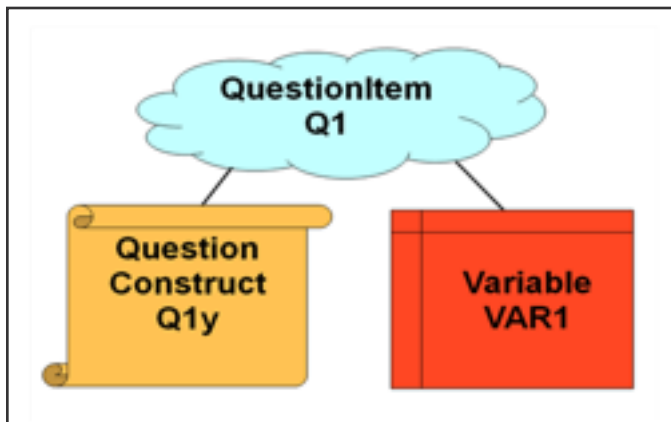 QuestionItem
Q1
Question
Construct
Q1y
Variable
VAR1